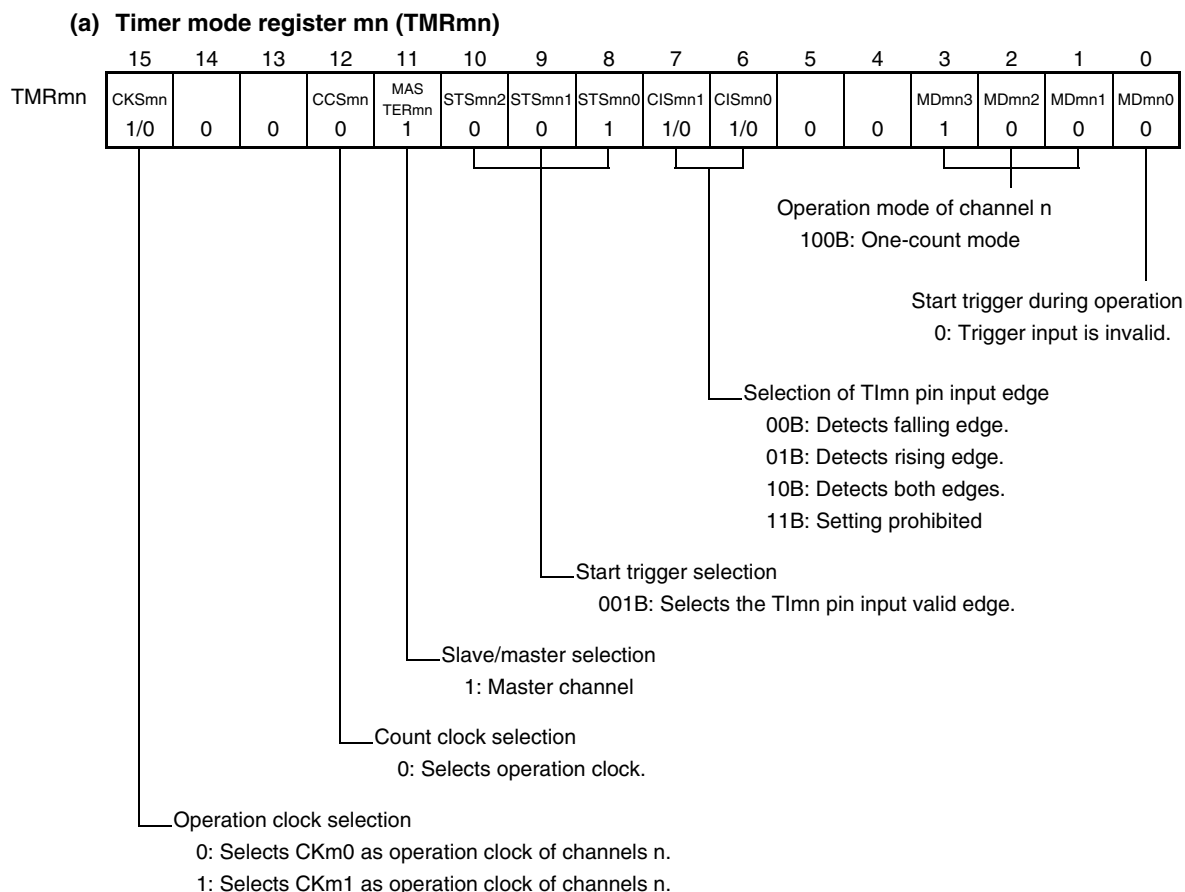 (a) Timer mode register mn (TMRmn)
15 14 13 12 11 10 9 8 7 6 5 4 3 2 1 0
TMRmn CKSmn CCSmn MAS STSmn2 STSmn1 STSmn0 CISmn1 CISmn0 MDmn3 MDmn2 MDmn1 MDmn0
TERmn
1/0 0 0 0 1 0 0 1 1/0 1/0 0 0 1 0 0 0
Operation mode of channel n
100B: One-count mode
Start trigger during operation
0: Trigger input is invalid.
Selection of TImn pin input edge
00B: Detects falling edge.
01B: Detects rising edge.
10B: Detects both edges.
11B: Setting prohibited
Start trigger selection
001B: Selects the TImn pin input valid edge.
Slave/master selection
1: Master channel
Count clock selection
0: Selects operation clock.
Operation clock selection
0: Selects CKm0 as operation clock of channels n.
1: Selects CKm1 as operation clock of channels n.